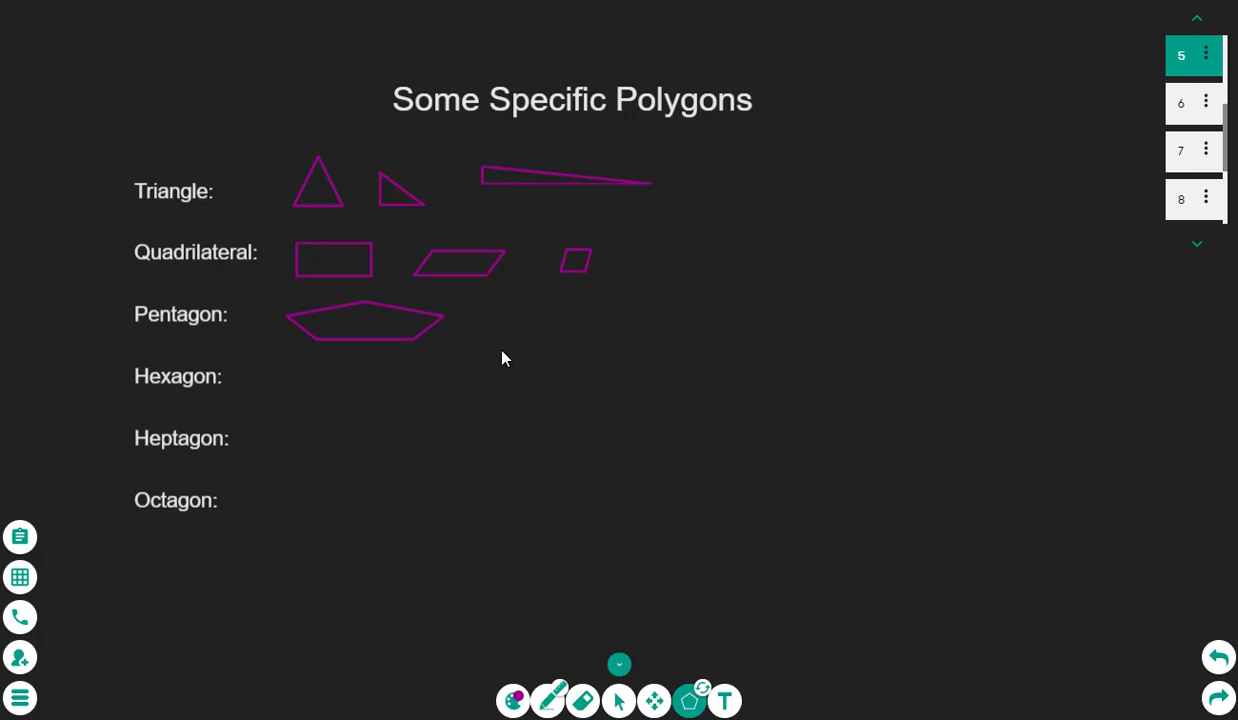 Some Specific Polygons
Triangle:
Quadrilateral:
Pentagon:
Hexagon:
Heptagon:
Octagon:
5
6
7
8
T